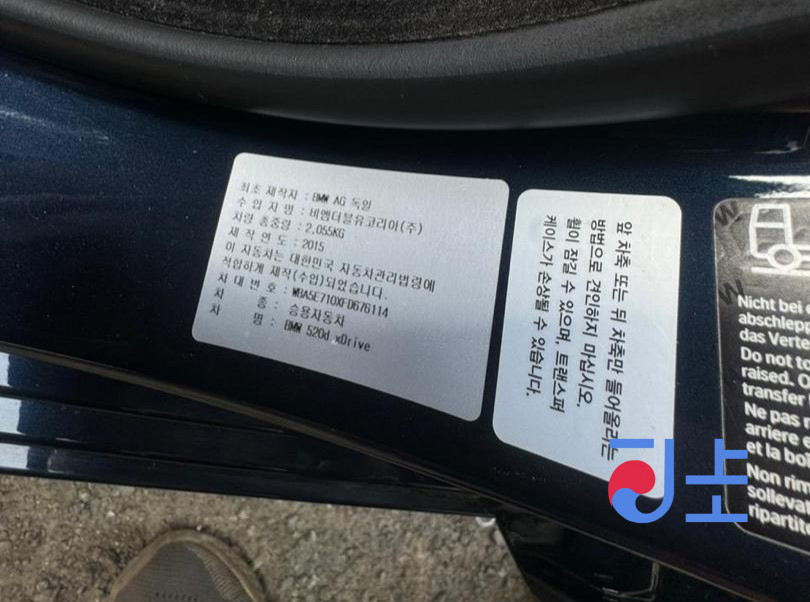 최초 제작자 : BMW AG 독일
수 입 자 명 : 비엠더블유코리아(주)
차량 총중량 : 2,055KG
제 작 연 도 : 2015
이 자동차는 대한민국 자동차관리법령에
적합하게 제작(수입)되었습니다.
차 대 번 호 : WBA5E710XFD676114
차 종 : 승용자동차
차 명 : BMW 520d xDrive
앞 차축 또는 뒤 차축만 들어올리는
방법으로 견인하지 마십시오.
휠이 잠길 수 있으며, 트랜스퍼
케이스가 손상될 수 있습니다.
Nicht bei
abschlepp
das Verte
Do not to
raised. O
transfer
Ne pas r
arriere
et la boî
Non rim
sollevat
ripartit